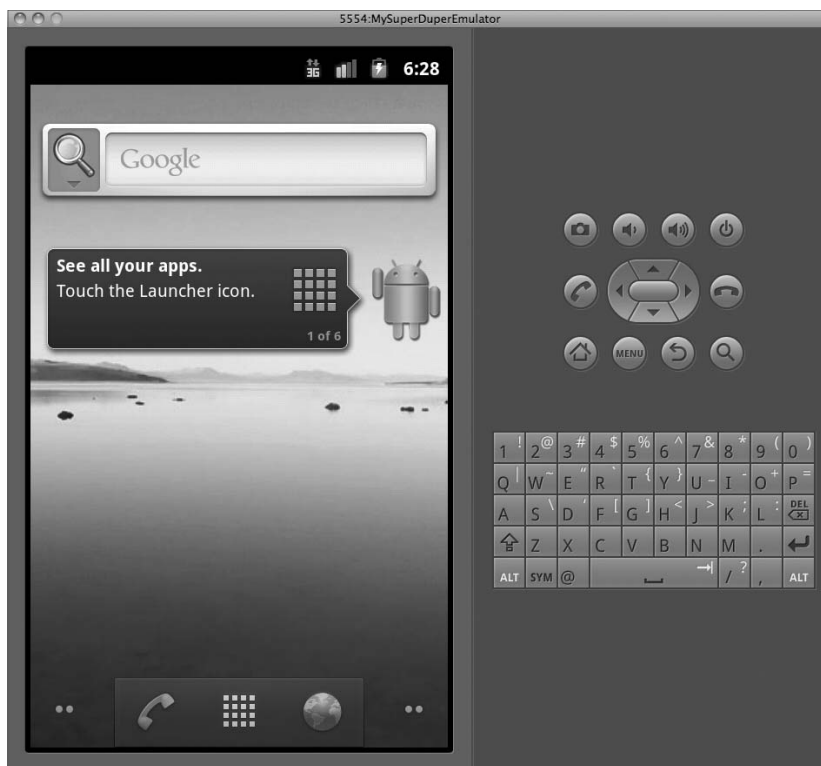 5554:MySuperDuperEmulator
3G 6:28
Google
See all your apps.
Touch the Launcher icon.
1 of 6
MENU
1 ! 2 @ 3 # 4 $ 5 % 6 ^ 7 & 8 * 9 ( 0 )
Q | W ~ E " R ` T { Y } U _ I - O + P =
A S \ D ' F [ G ] H < J > K ; L : DEL
Z X C V B N M .
ALT SYM @ / ? , ALT